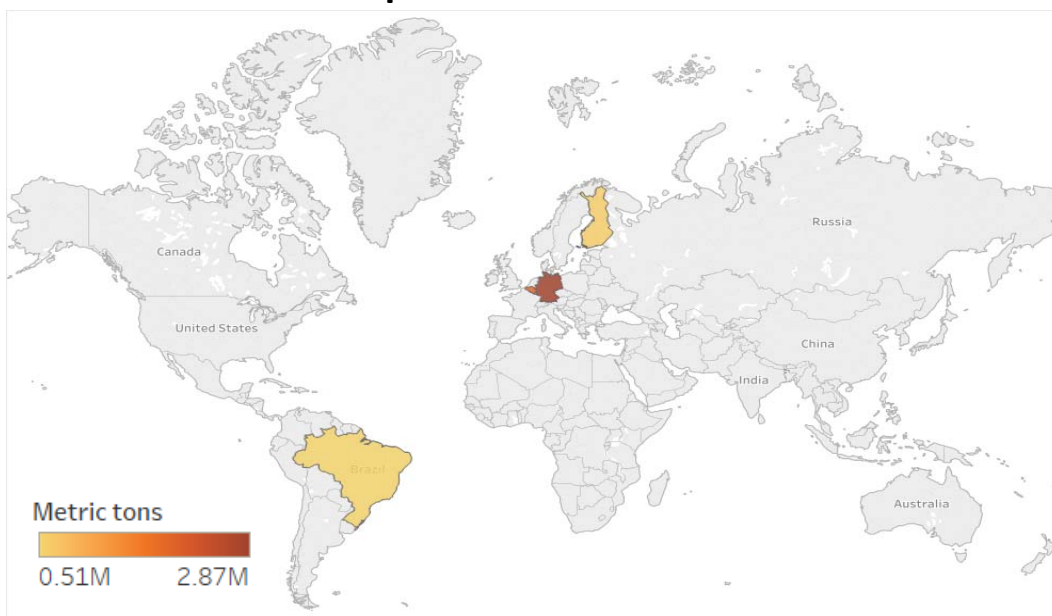 Canada
Russia
United States
China
India
Brazil
Australia
Metric tons
0.51M 2.87M